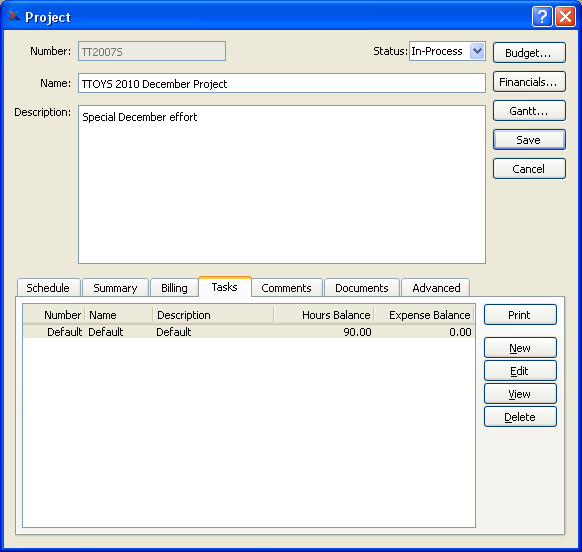 Project
Number: TT2007S Status: In-Process Budget...
Name: TTOYS 2010 December Project Financials...
Description: Special December effort Gantt...
Save
Cancel
Schedule Summary Billing Tasks Comments Documents Advanced
Number Name Description Hours Balance Expense Balance Print
Default Default Default 90.00 0.00
New
Edit
View
Delete